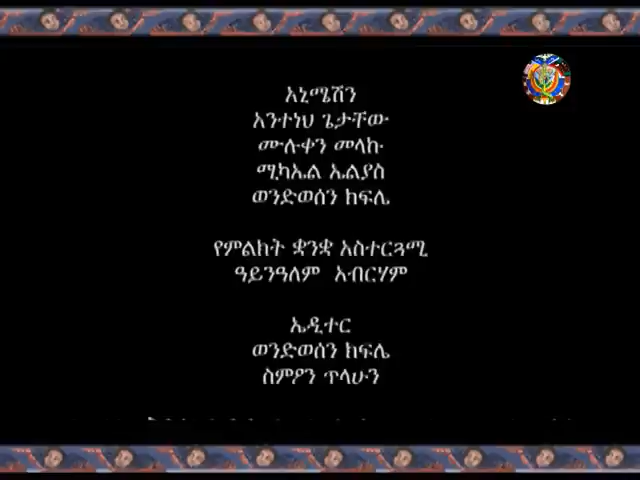 አኒሜሽን
አንተነህ ጌታቸው
ሙሉቀን መላኩ
ሚካኤል ኤልያስ
ወንድወሰን ክፍሌ
የምልክት ቋንቋ አስተርጓሚ
ዓይንዓለም አብርሃም
ኤዲተር
ወንድወሰን ክፍሌ
ስምዖን ጥላሁን